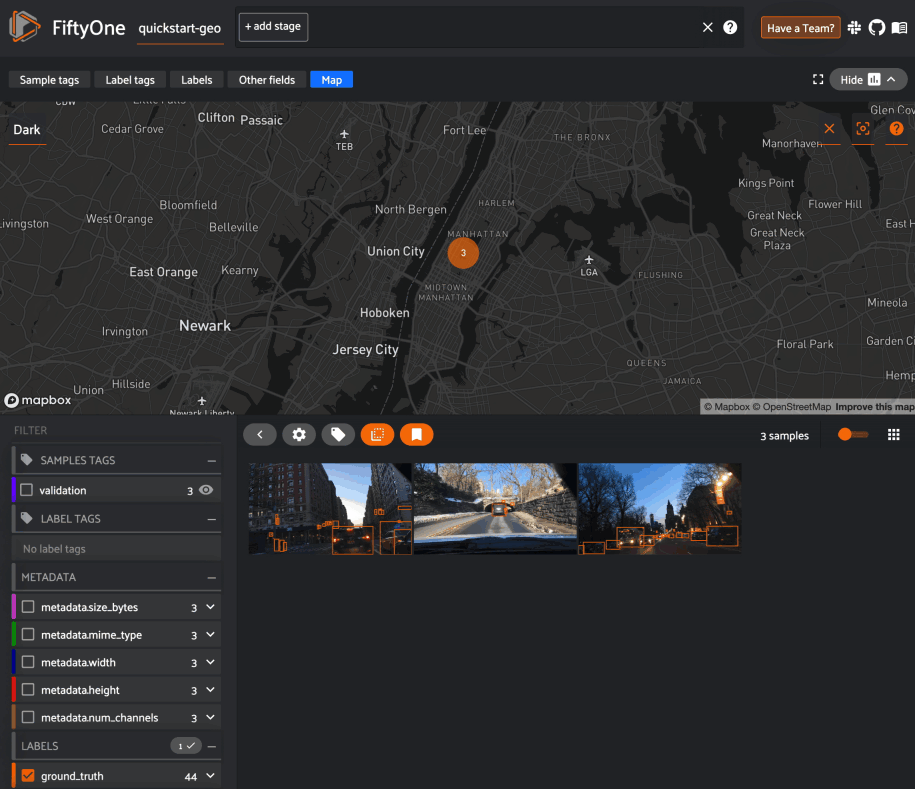 FiftyOne
quickstart-geo
+ add stage
Have a Team?
Sample tags
Label tags
Labels
Other fields
Map
Hide
Dark
Little Falls
Clifton
Passaic
Cedar Grove
TEB
Fort Lee
THE BRONX
Glen Cov
Manorhaven
Kings Point
Bloomfield
North Bergen
HARLEM
Flower Hill
West Orange
ivingston
Belleville
MANHATTAN
Great Neck
Great Neck
Plaza
East H
Union City
3
East Orange
Kearny
LGA
FLUSHING
MIDTOWN
MANHATTAN
Mineola
Irvington
Newark
Hoboken
Jersey City
Floral Park
Garden Ci
QUEENS
JAMAICA
Hemp
Union
Hillside
mapbox
Newark Liberty
© Mapbox © OpenStreetMap Improve this map
FILTER
3 samples
SAMPLES TAGS
validation 3
LABEL TAGS
No label tags
METADATA
metadata.size_bytes 3
metadata.mime_type 3
metadata.width 3
metadata.height 3
metadata.num_channels 3
LABELS 1
ground_truth 44